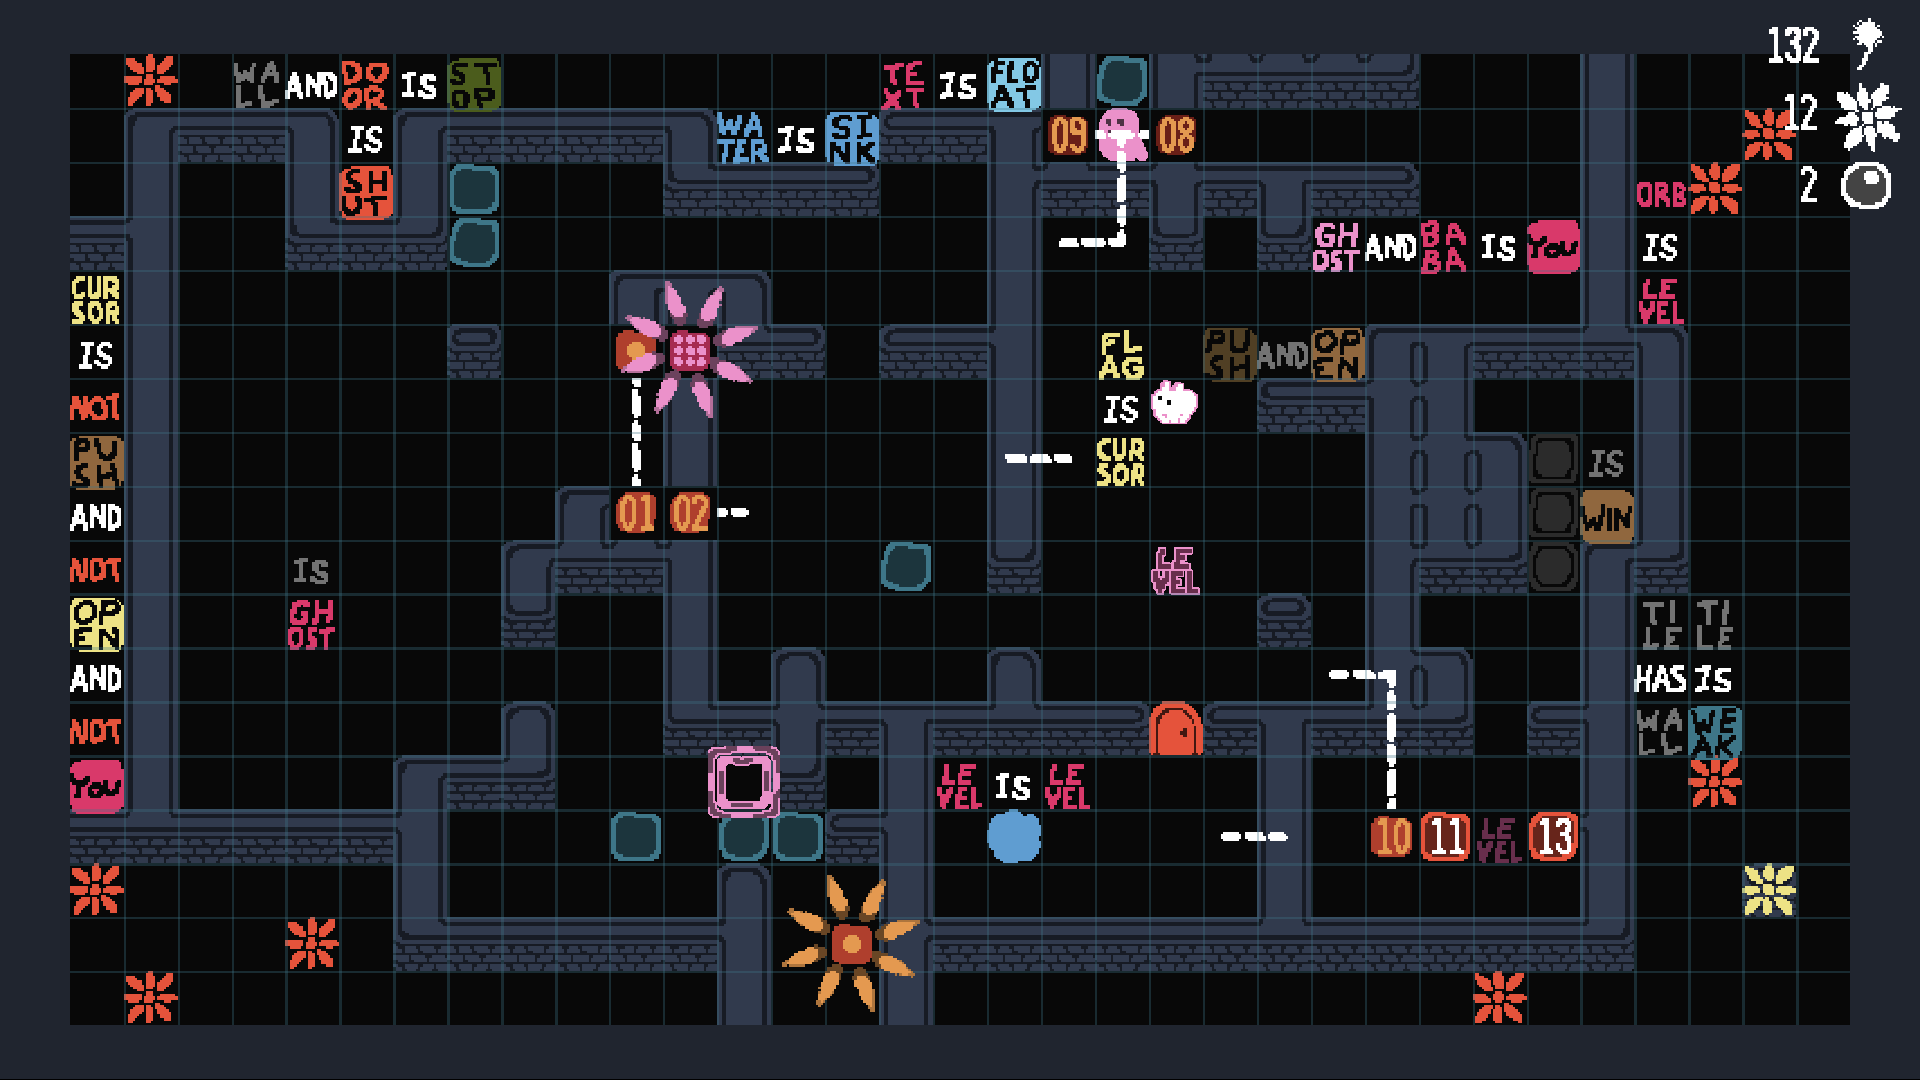 132
WALL AND DOOR IS STOP
TEXT IS FLOAT
12
IS
WATER IS STNK
09 08
SHUT
ORB
2
GHOST AND BABA IS YOU
IS
CURSOR
LEVEL
IS
FLAG
PUSH AND OPEN
NOT
IS
PUSH
CURSOR
IS
AND
01 02
WIN
NOT
IS
LEVEL
OPEN
GHOST
TILE TILE
AND
HAS IS
NOT
WALL WEAK
YOU
LEVEL IS LEVEL
10 11 LEVEL 13